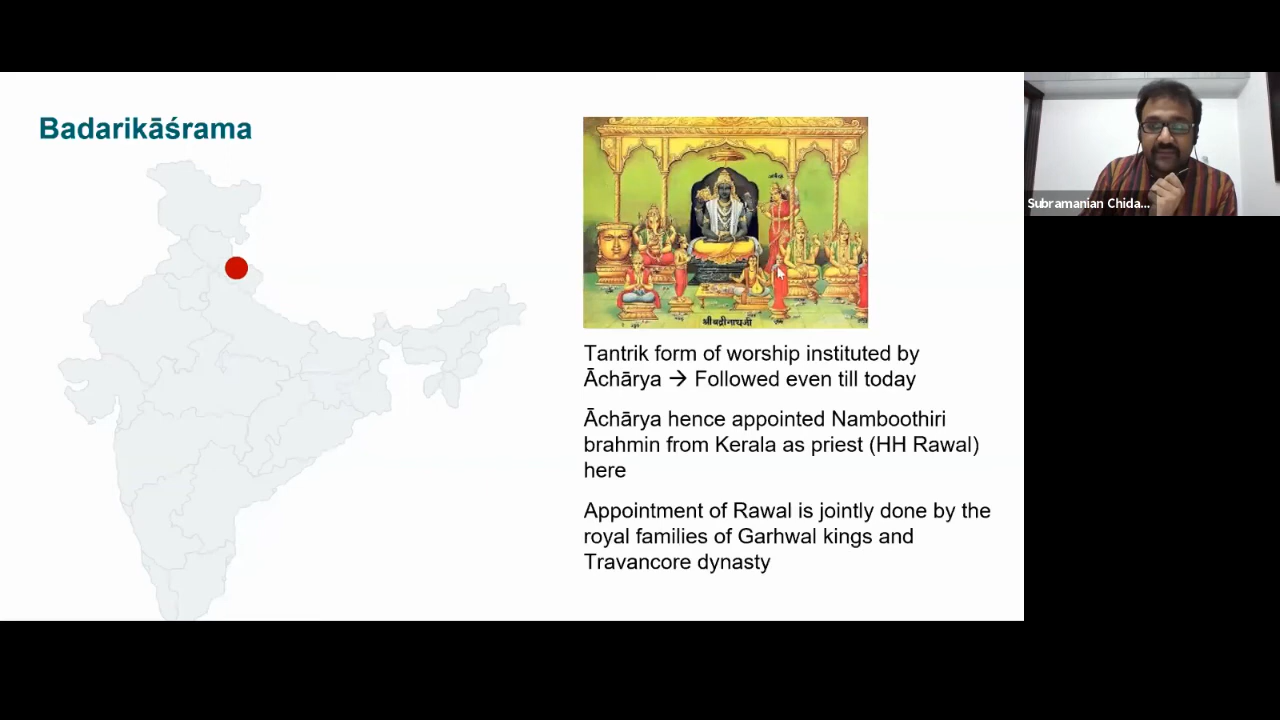 Badarikāśrama
श्री बद्रीनाथजी
Tantrik form of worship instituted by
Āchārya → Followed even till today
Āchārya hence appointed Namboothiri
brahmin from Kerala as priest (HH Rawal)
here
Appointment of Rawal is jointly done by the
royal families of Garhwal kings and
Travancore dynasty
Subramanian Chida...